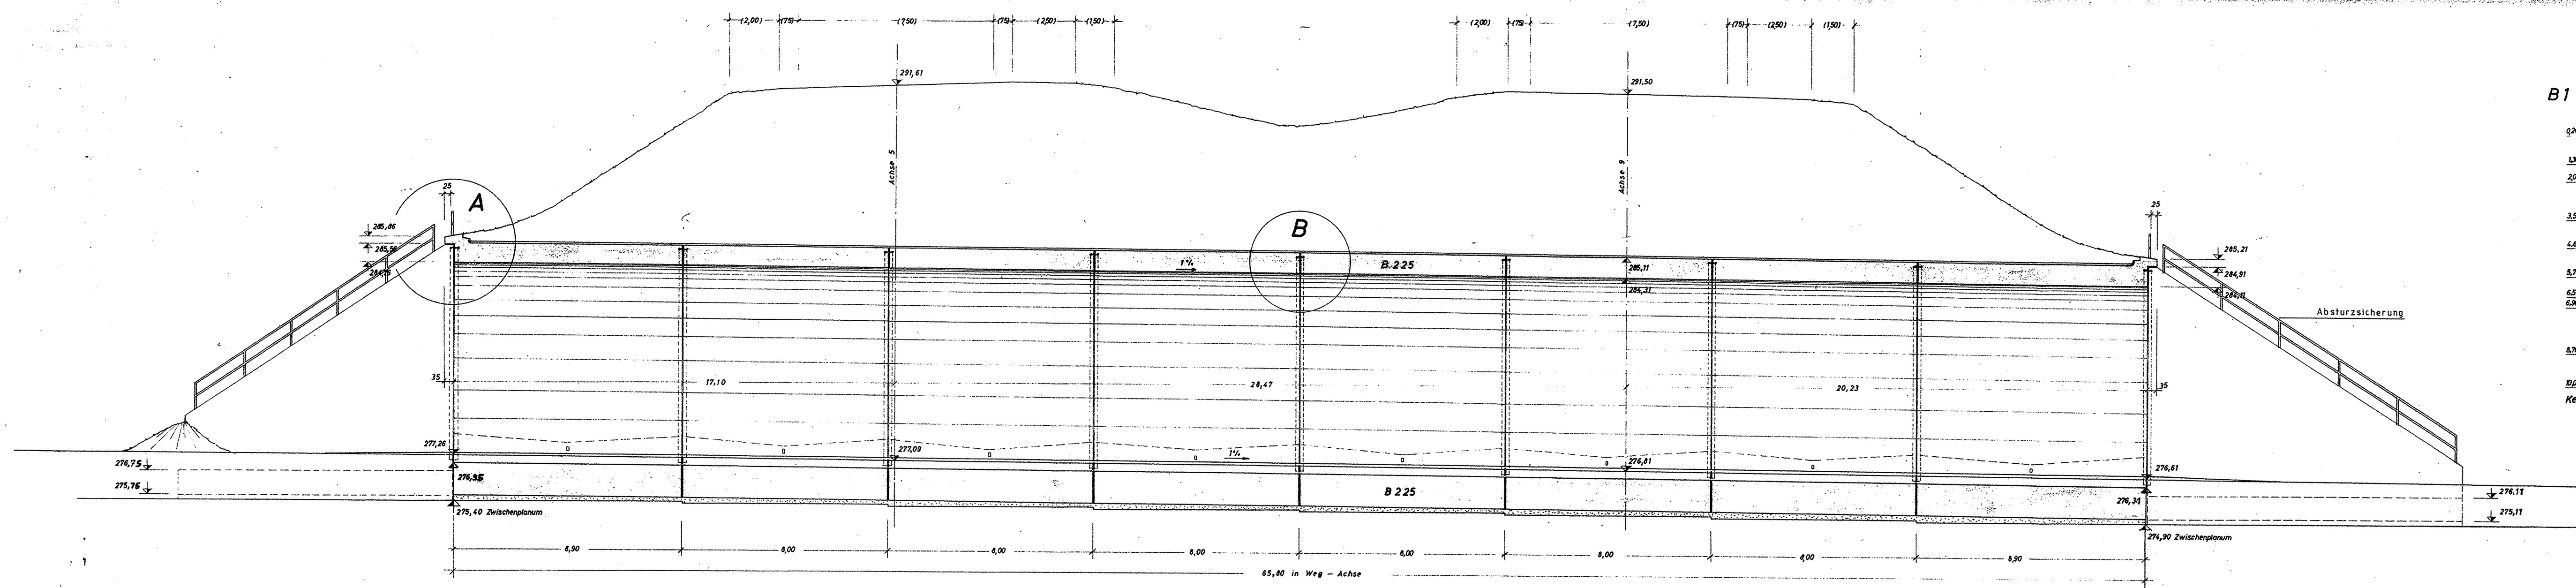 (2,00) (75) (7,50) (75) (2,50) (1,50)
(2,00) (75) (7,50) (75) (2,50) (1,50)
291,61
291,50
B1
Achse 5
Achse 9
25
A
B
25
285,86
285,56
285,21
284,91
284,11
1%
B 225
285,11
284,31
Absturzsicherung
35
17,10
28,47
20,23
35
277,26
277,09
1%
276,81
276,61
276,75
275,75
276,95
B 225
276,31
276,11
275,11
275,40 Zwischenplanum
274,90 Zwischenplanum
8,90
8,00
8,00
8,00
8,00
8,00
8,00
8,90
65,80 in Weg - Achse